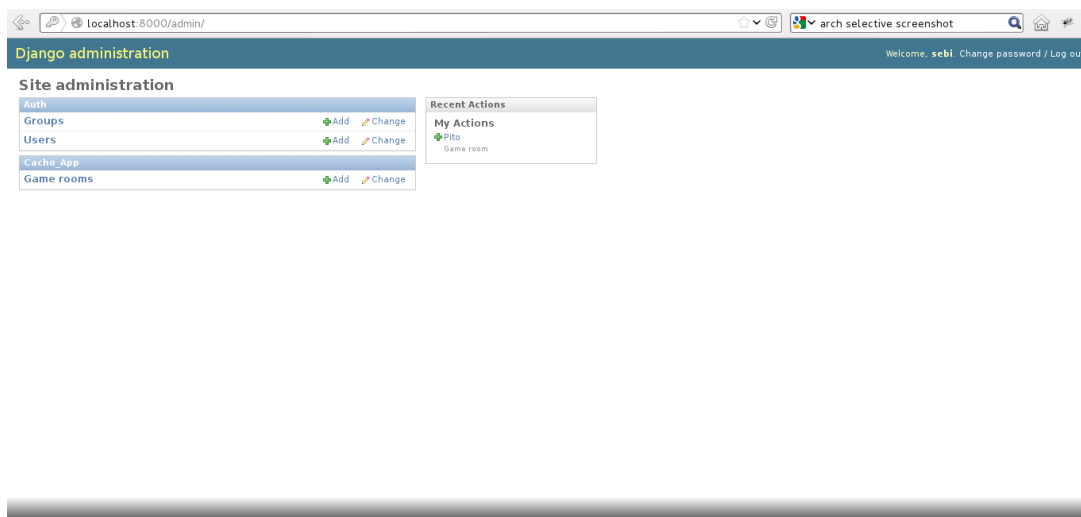 localhost:8000/admin/
arch selective screenshot
Django administration
Welcome, sebi. Change password / Log ou
Site administration
Auth
Groups Add Change
Users Add Change
Cacho_App
Game rooms Add Change
Recent Actions
My Actions
Pito
Game room